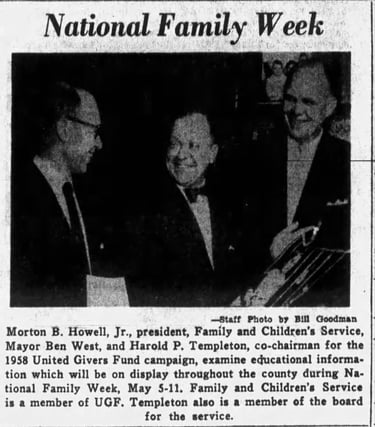 National Family Week
—Staff Photo by Bill Goodman
Morton B. Howell, Jr., president, Family and Children's Service,
Mayor Ben West, and Harold P. Templeton, co-chairman for the
1958 United Givers Fund campaign, examine educational informa-
tion which will be on display throughout the county during Na-
tional Family Week, May 5-11. Family and Children's Service
is a member of UGF. Templeton also is a member of the board
for the service.